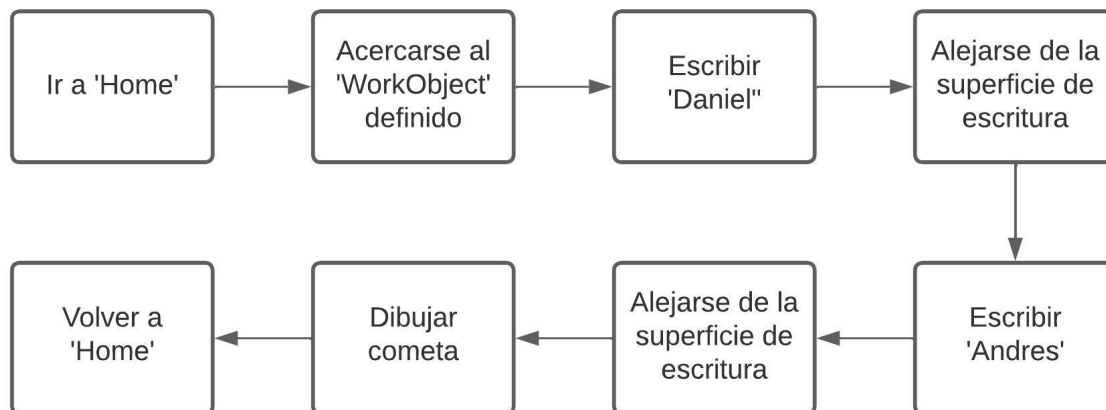 Ir a 'Home'
Acercarse al
'WorkObject'
definido
Escribir
'Daniel"
Alejarse de la
superficie de
escritura
Escribir
'Andres'
Alejarse de la
superficie de
escritura
Dibujar
cometa
Volver a
'Home'